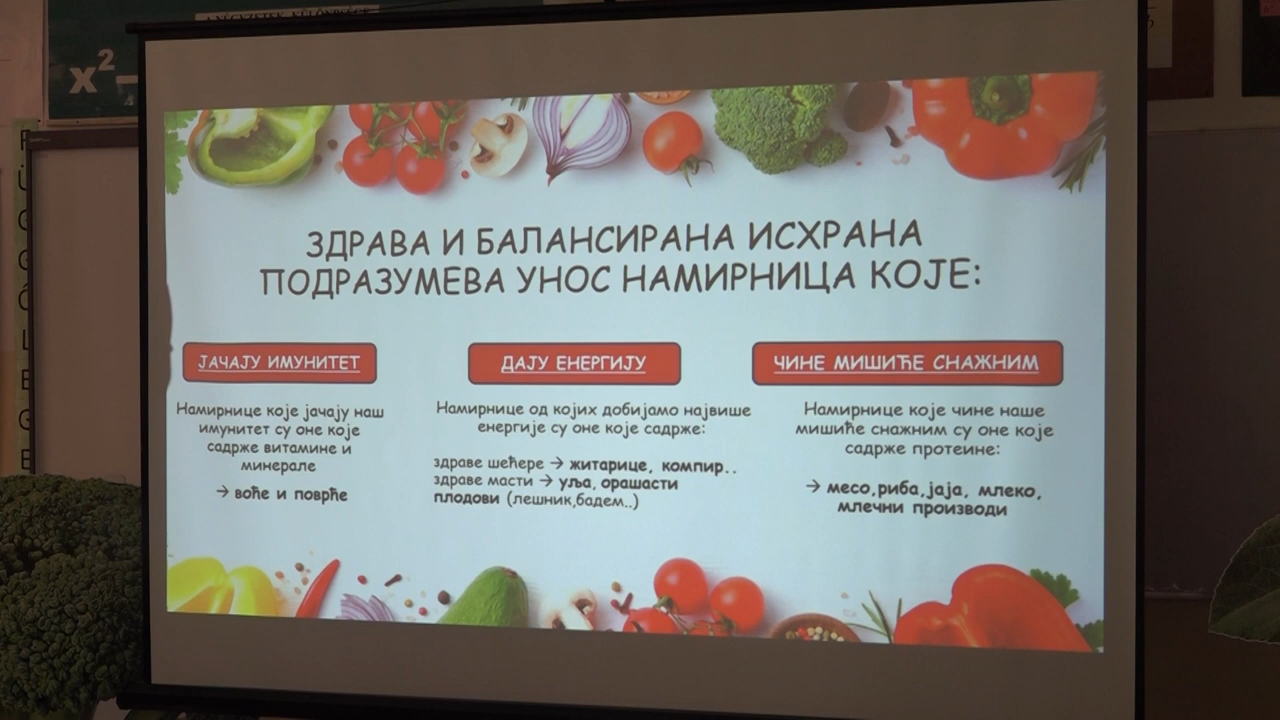 x²-
ЗДРАВА И БАЛАНСИРАНА ИСХРАНА
ПОДРАЗУМЕВА УНОС НАМИРНИЦА КОЈЕ:
ЈАЧАЈУ ИМУНИТЕТ
Намирнице које јачају наш
имунитет су оне које
садрже витамине и
минерале
→ воће и поврће
ДАЈУ ЕНЕРГИЈУ
Намирнице од којих добијамо највише
енергије су оне које садрже:
здраве шећере → житарице, компир..
здраве масти → уља, орашасти
плодови (лешник,бадем..)
ЧИНЕ МИШИЋЕ СНАЖНИМ
Намирнице које чине наше
мишиће снажним су оне које
садрже протеине:
→ месо,риба,јаја, млеко,
млечни производи